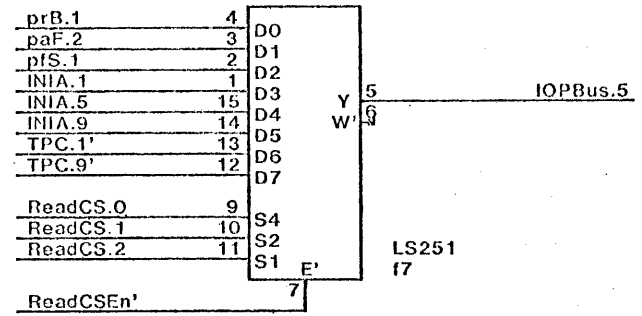 prB.1 4 D0
paF.2 3 D1
pfS.1 2 D2
INIA.1 1 D3
INIA.5 15 D4
INIA.9 14 D5
TPC.1' 13 D6
TPC.9' 12 D7
Y 5 IOPBus.5
W' 6
ReadCS.0 9 S4
ReadCS.1 10 S2
ReadCS.2 11 S1
E'
7
LS251
f7
ReadCSEn'